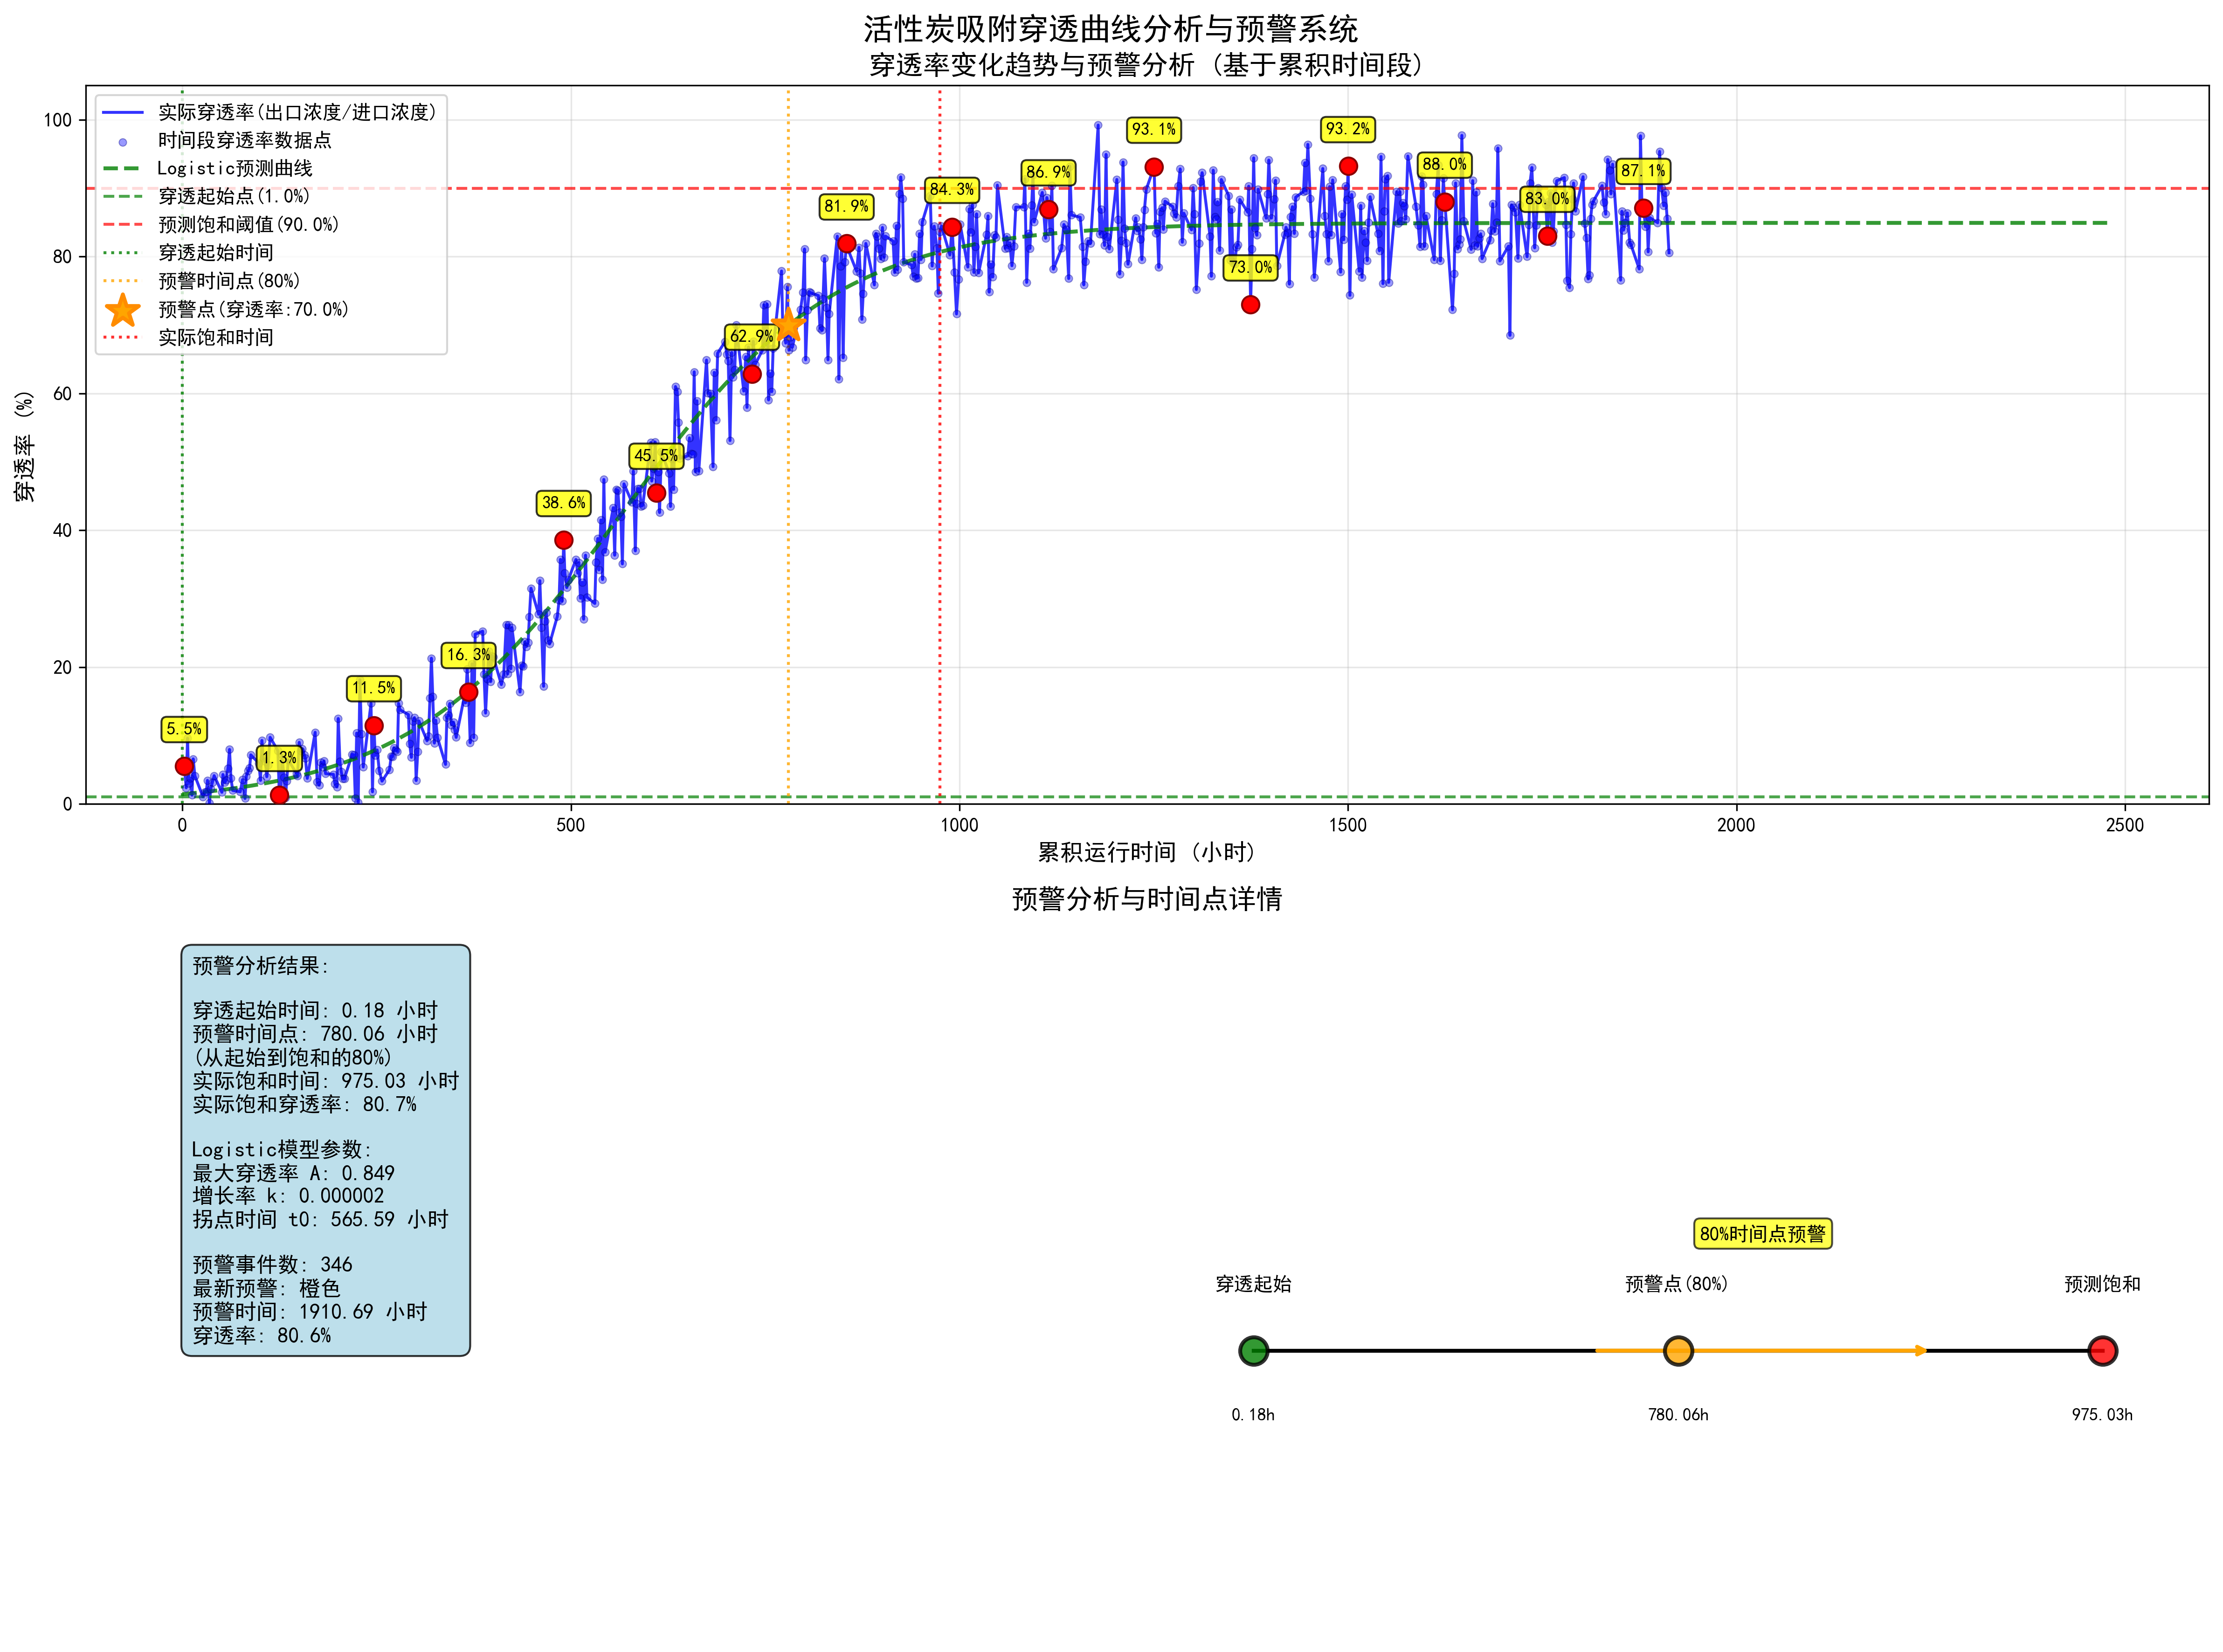 活性炭吸附穿透曲线分析与预警系统
穿透率变化趋势与预警分析 (基于累积时间段)
实际穿透率(出口浓度/进口浓度)
时间段穿透率数据点
Logistic预测曲线
穿透起始点(1.0%)
预测饱和阈值(90.0%)
穿透起始时间
预警时间点(80%)
预警点(穿透率:70.0%)
实际饱和时间
穿透率 (%)
100
80
60
40
20
0
5.5%
1.3%
11.5%
16.3%
38.6%
45.5%
62.9%
81.9%
84.3%
86.9%
93.1%
73.0%
93.2%
88.0%
83.0%
87.1%
0
500
1000
1500
2000
2500
累积运行时间 (小时)
预警分析与时间点详情
预警分析结果:
穿透起始时间: 0.18 小时
预警时间点: 780.06 小时
(从起始到饱和的80%)
实际饱和时间: 975.03 小时
实际饱和穿透率: 80.7%
Logistic模型参数:
最大穿透率 A: 0.849
增长率 k: 0.000002
拐点时间 t0: 565.59 小时
预警事件数: 346
最新预警: 橙色
预警时间: 1910.69 小时
穿透率: 80.6%
80%时间点预警
穿透起始
预警点(80%)
预测饱和
0.18h
780.06h
975.03h